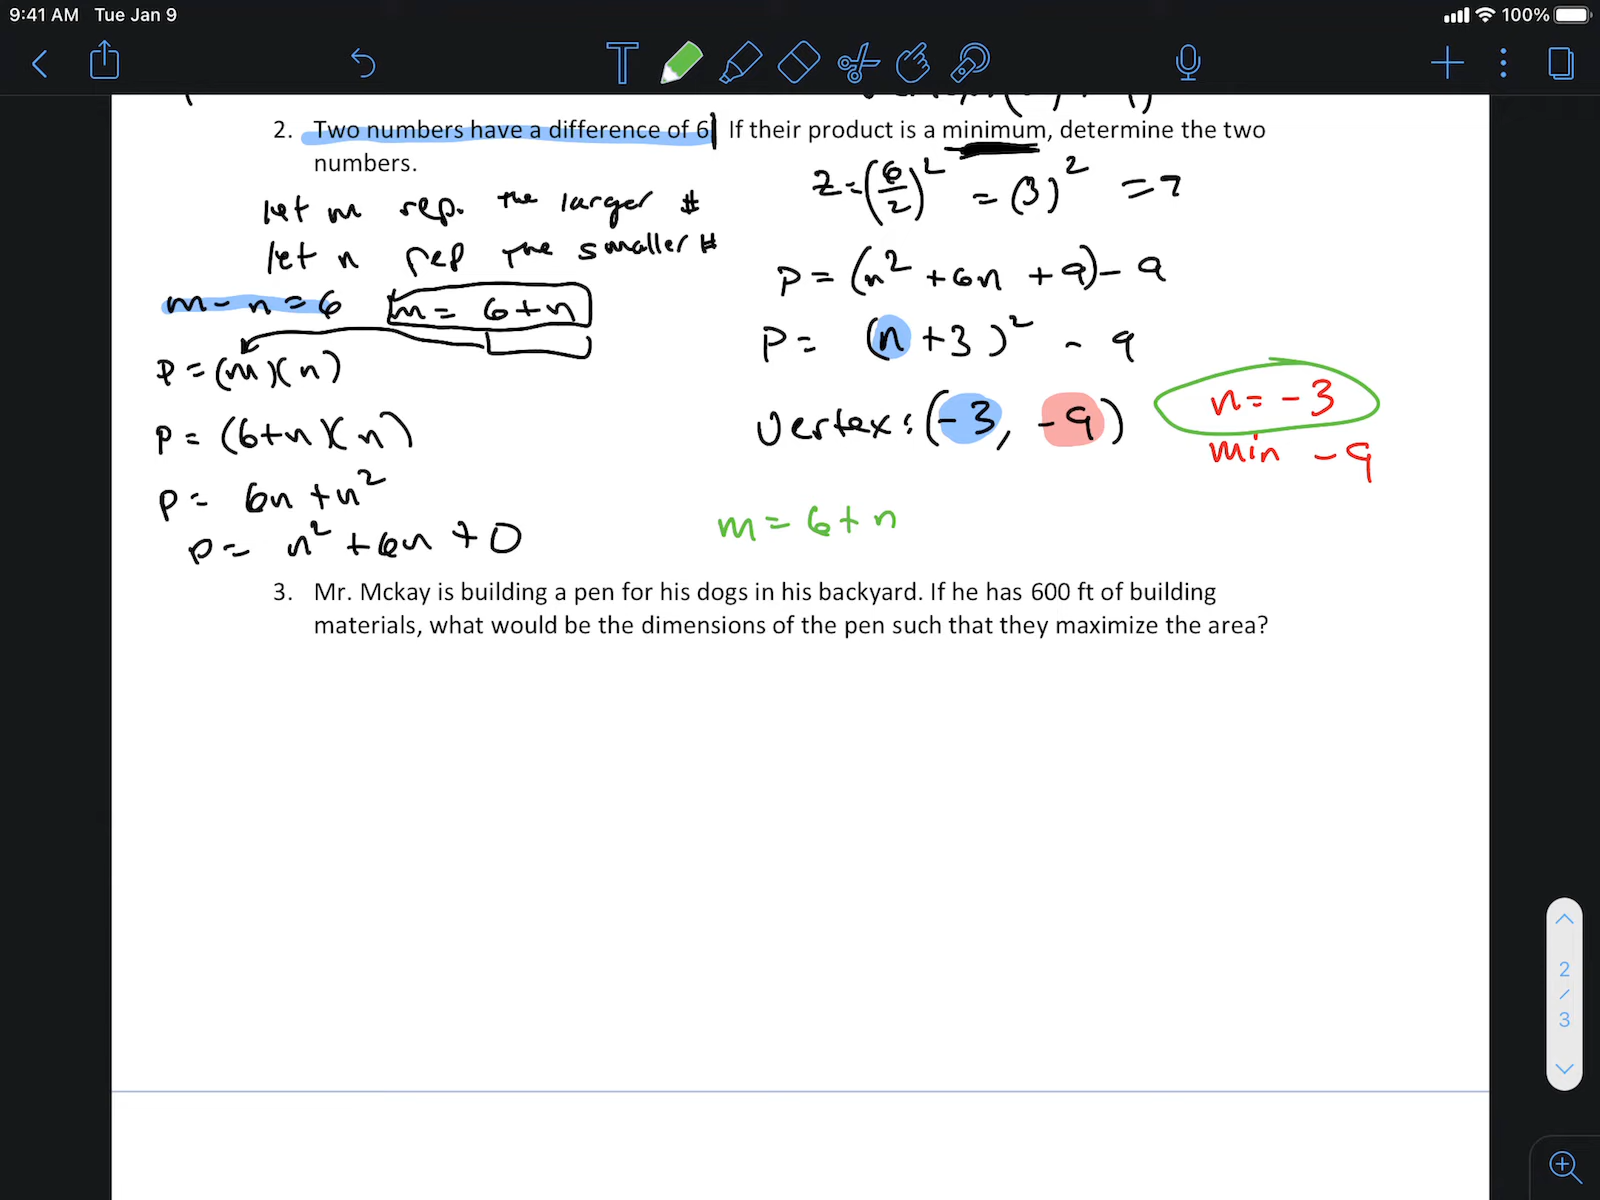 9:41 AM Tue Jan 9
100%
2. Two numbers have a difference of 6. If their product is a minimum, determine the two
numbers.
let m rep. the larger #
let n rep the smaller #
m - n = 6 m = 6 + n
P = (m)(n)
P = (6+n)(n)
P = 6n + n²
P = n² + 6n + 0
z = (6/2)² = (3)² = 9
P = (n² + 6n + 9) - 9
P = (n + 3)² - 9
Vertex: (-3, -9)
n = -3
min -9
m = 6 + n
3. Mr. Mckay is building a pen for his dogs in his backyard. If he has 600 ft of building
materials, what would be the dimensions of the pen such that they maximize the area?
2
/
3